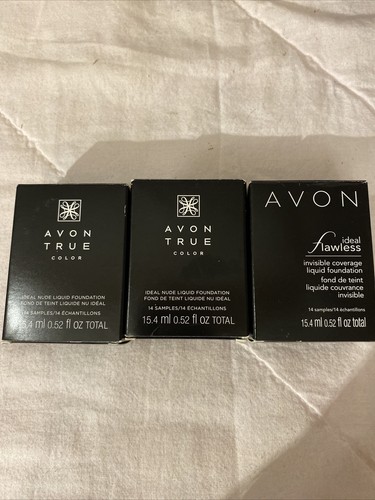 AVON
TRUE
COLOR
IDEAL NUDE LIQUID FOUNDATION
FOND DE TEINT LIQUIDE NU IDÉAL
14 SAMPLES/14 ÉCHANTILLONS
15.4 ml 0.52 fl oz TOTAL
AVON
TRUE
COLOR
IDEAL NUDE LIQUID FOUNDATION
FOND DE TEINT LIQUIDE NU IDÉAL
14 SAMPLES/14 ÉCHANTILLONS
15.4 ml 0.52 fl oz TOTAL
AVON
ideal
flawless
invisible coverage
liquid foundation
fond de teint
liquide couvrance
invisible
14 samples/14 échantillons
15.4 ml 0.52 fl oz TOTAL